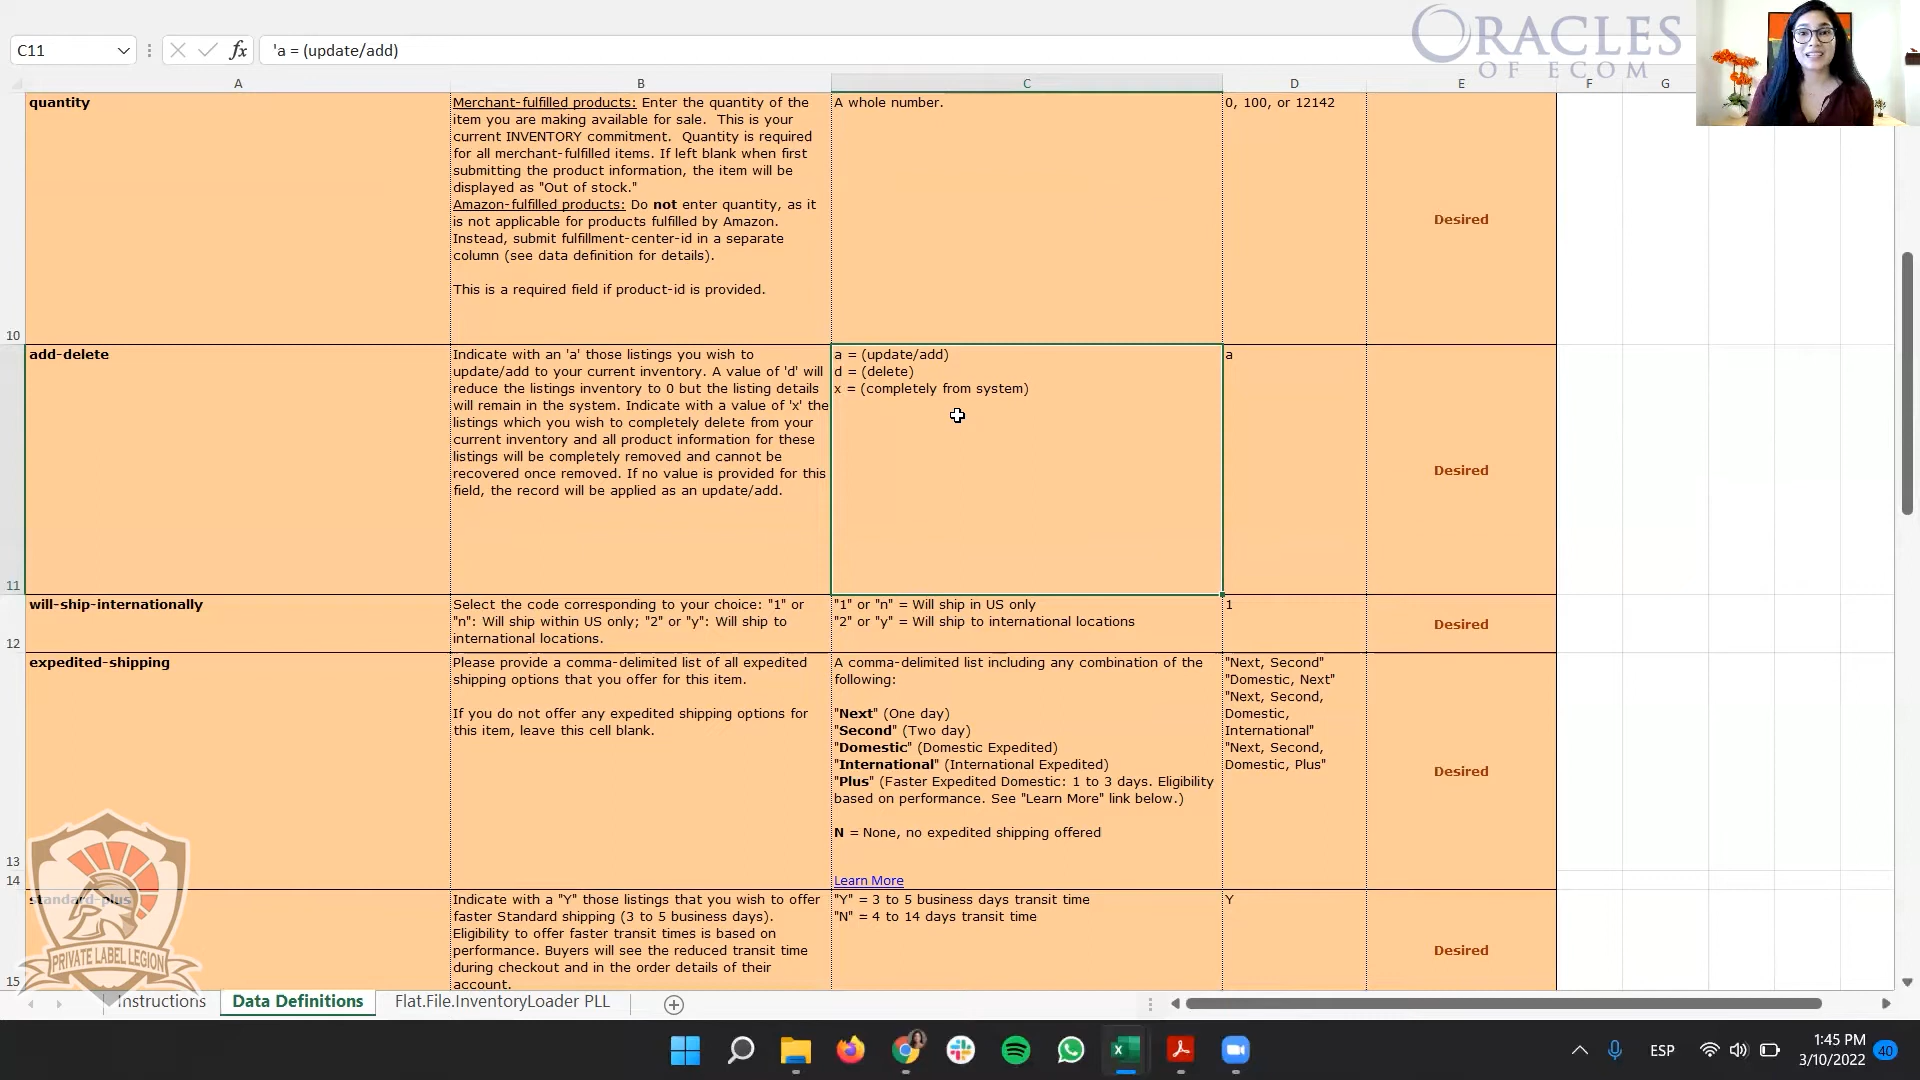 C11
fx
'a = (update/add)
ORACLES
OF ECOM
A
B
C
D
E
F
G
quantity
Merchant-fulfilled products: Enter the quantity of the
item you are making available for sale.  This is your
current INVENTORY commitment.  Quantity is required
for all merchant-fulfilled items. If left blank when first
submitting the product information, the item will be
displayed as "Out of stock."
Amazon-fulfilled products: Do not enter quantity, as it
is not applicable for products fulfilled by Amazon.
Instead, submit fulfillment-center-id in a separate
column (see data definition for details).
This is a required field if product-id is provided.
A whole number.
0, 100, or 12142
Desired
10
add-delete
Indicate with an 'a' those listings you wish to
update/add to your current inventory. A value of 'd' will
reduce the listings inventory to 0 but the listing details
will remain in the system. Indicate with a value of 'x' the
listings which you wish to completely delete from your
current inventory and all product information for these
listings will be completely removed and cannot be
recovered once removed. If no value is provided for this
field, the record will be applied as an update/add.
a = (update/add)
d = (delete)
x = (completely from system)
a
Desired
11
will-ship-internationally
Select the code corresponding to your choice: "1" or
"n": Will ship within US only; "2" or "y": Will ship to
international locations.
"1" or "n" = Will ship in US only
"2" or "y" = Will ship to international locations
1
Desired
12
expedited-shipping
Please provide a comma-delimited list of all expedited
shipping options that you offer for this item.
If you do not offer any expedited shipping options for
this item, leave this cell blank.
A comma-delimited list including any combination of the
following:
"Next" (One day)
"Second" (Two day)
"Domestic" (Domestic Expedited)
"International" (International Expedited)
"Plus" (Faster Expedited Domestic: 1 to 3 days. Eligibility
based on performance. See "Learn More" link below.)
N = None, no expedited shipping offered
"Next, Second"
"Domestic, Next"
"Next, Second,
Domestic,
International"
"Next, Second,
Domestic, Plus"
Desired
13
14
Learn More
standard-plus
Indicate with a "Y" those listings that you wish to offer
faster Standard shipping (3 to 5 business days).
Eligibility to offer faster transit times is based on
performance. Buyers will see the reduced transit time
during checkout and in the order details of their
account.
"Y" = 3 to 5 business days transit time
"N" = 4 to 14 days transit time
Y
Desired
15
PRIVATE LABEL LEGION
Instructions
Data Definitions
Flat.File.InventoryLoader PLL
ESP
1:45 PM
3/10/2022
40